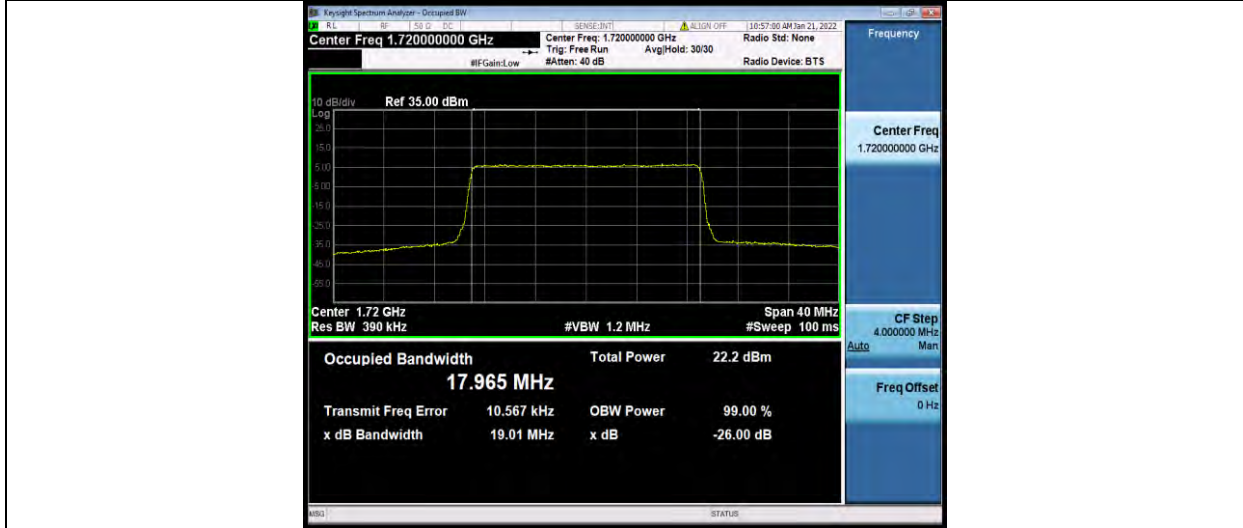 Keysight Spectrum Analyzer - Occupied BW
RL RF 50 Ω DC SENSE:INT ALIGN OFF 10:57:00 AM Jan 21, 2022
Center Freq 1.720000000 GHz
Center Freq: 1.720000000 GHz
Radio Std: None
Trig: Free Run Avg|Hold: 30/30
#IFGain:Low
#Atten: 40 dB
Radio Device: BTS
10 dB/div Ref 35.00 dBm
Log
25.0
15.0
5.00
-5.00
-15.0
-25.0
-35.0
-45.0
-55.0
Center 1.72 GHz
Span 40 MHz
Res BW 390 kHz
#VBW 1.2 MHz
#Sweep 100 ms
Occupied Bandwidth
Total Power 22.2 dBm
17.965 MHz
Transmit Freq Error 10.567 kHz
OBW Power 99.00 %
x dB Bandwidth 19.01 MHz
x dB -26.00 dB
MSG
STATUS
Frequency
Center Freq
1.720000000 GHz
CF Step
4.000000 MHz
Auto Man
Freq Offset
0 Hz